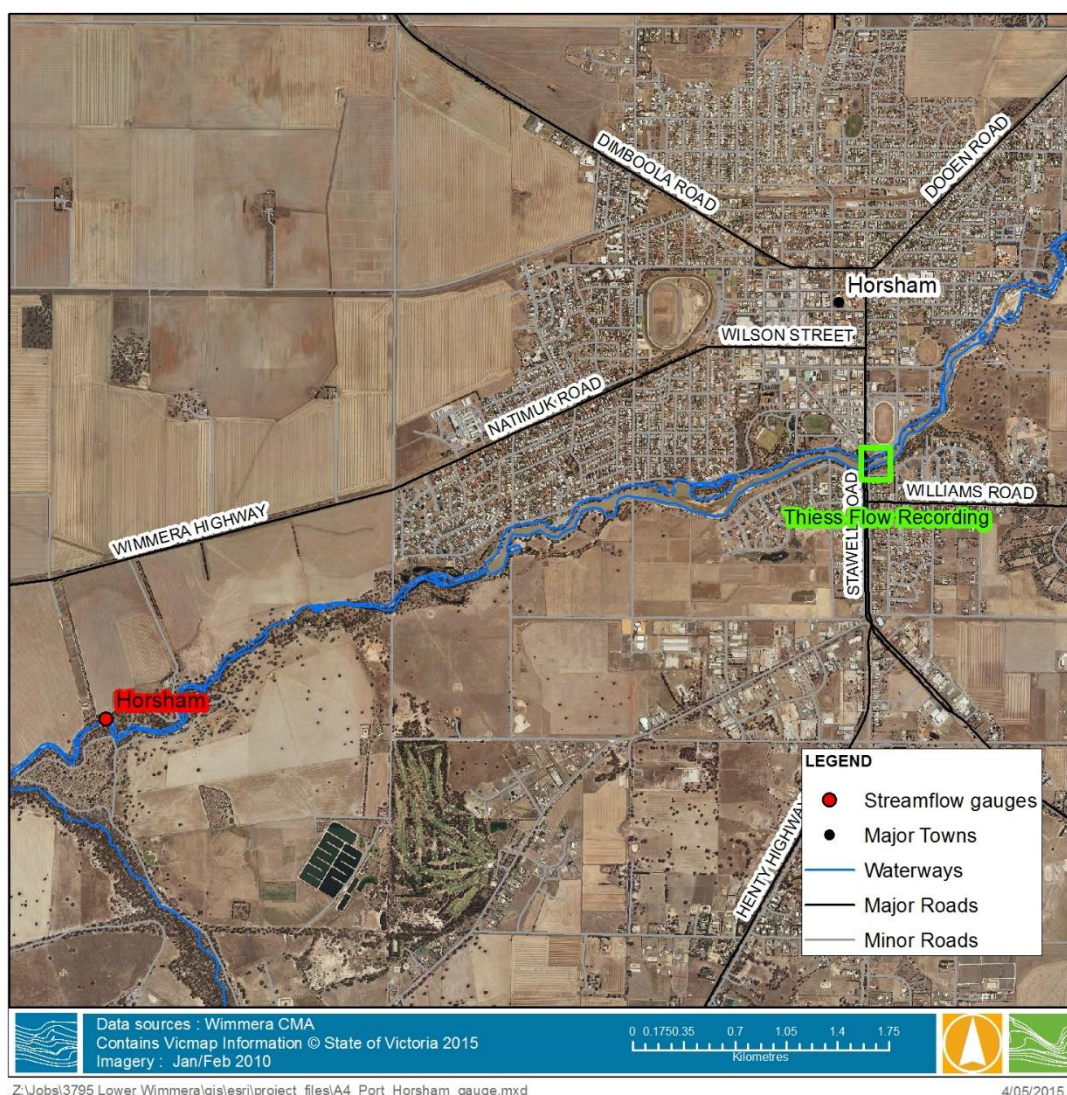 DIMBOOLA ROAD
DOOEN ROAD
Horsham
WILSON STREET
NATIMUK ROAD
WIMMERA HIGHWAY
STAWELL ROAD
WILLIAMS ROAD
Thiess Flow Recording
Horsham
HENTY HIGHWAY
LEGEND
Streamflow gauges
Major Towns
Waterways
Major Roads
Minor Roads
Data sources : Wimmera CMA
Contains Vicmap Information © State of Victoria 2015
Imagery : Jan/Feb 2010
0 0.175 0.35 0.7 1.05 1.4 1.75
Kilometres
Z:\Jobs\3795 Lower Wimmera\gis\esri\project_files\A4_Port_Horsham_gauge.mxd
4/05/2015